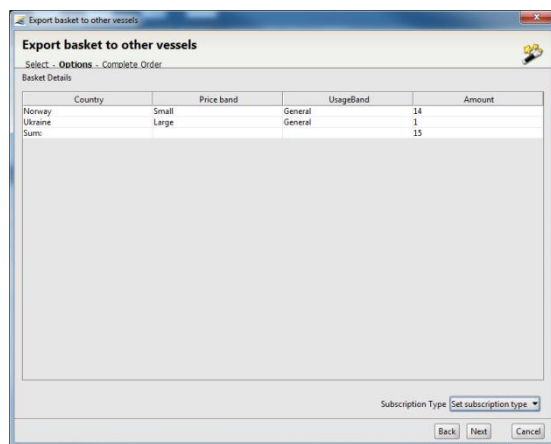 Export basket to other vessels
Export basket to other vessels
Select - Options - Complete Order
Basket Details
Country Price band UsageBand Amount
Norway Small General 14
Ukraine Large General 1
Sum: 15
Subscription Type Set subscription type
Back Next Cancel